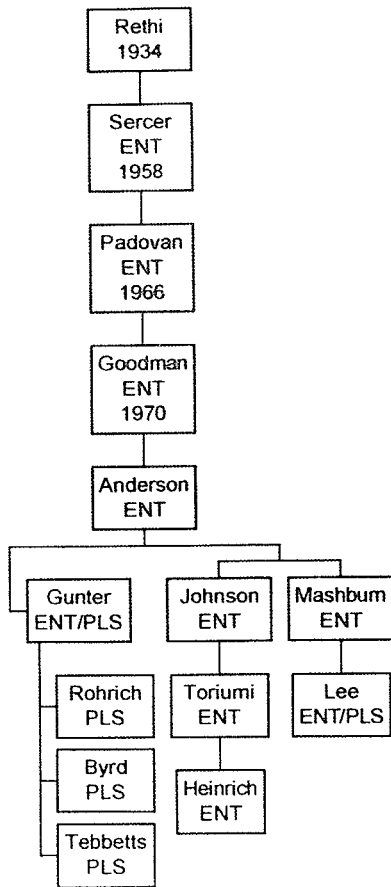 Rethi
1934
Sercer
ENT
1958
Padovan
ENT
1966
Goodman
ENT
1970
Anderson
ENT
Gunter
ENT/PLS
Johnson
ENT
Mashburn
ENT
Rohrich
PLS
Toriumi
ENT
Lee
ENT/PLS
Byrd
PLS
Heinrich
ENT
Tebbetts
PLS